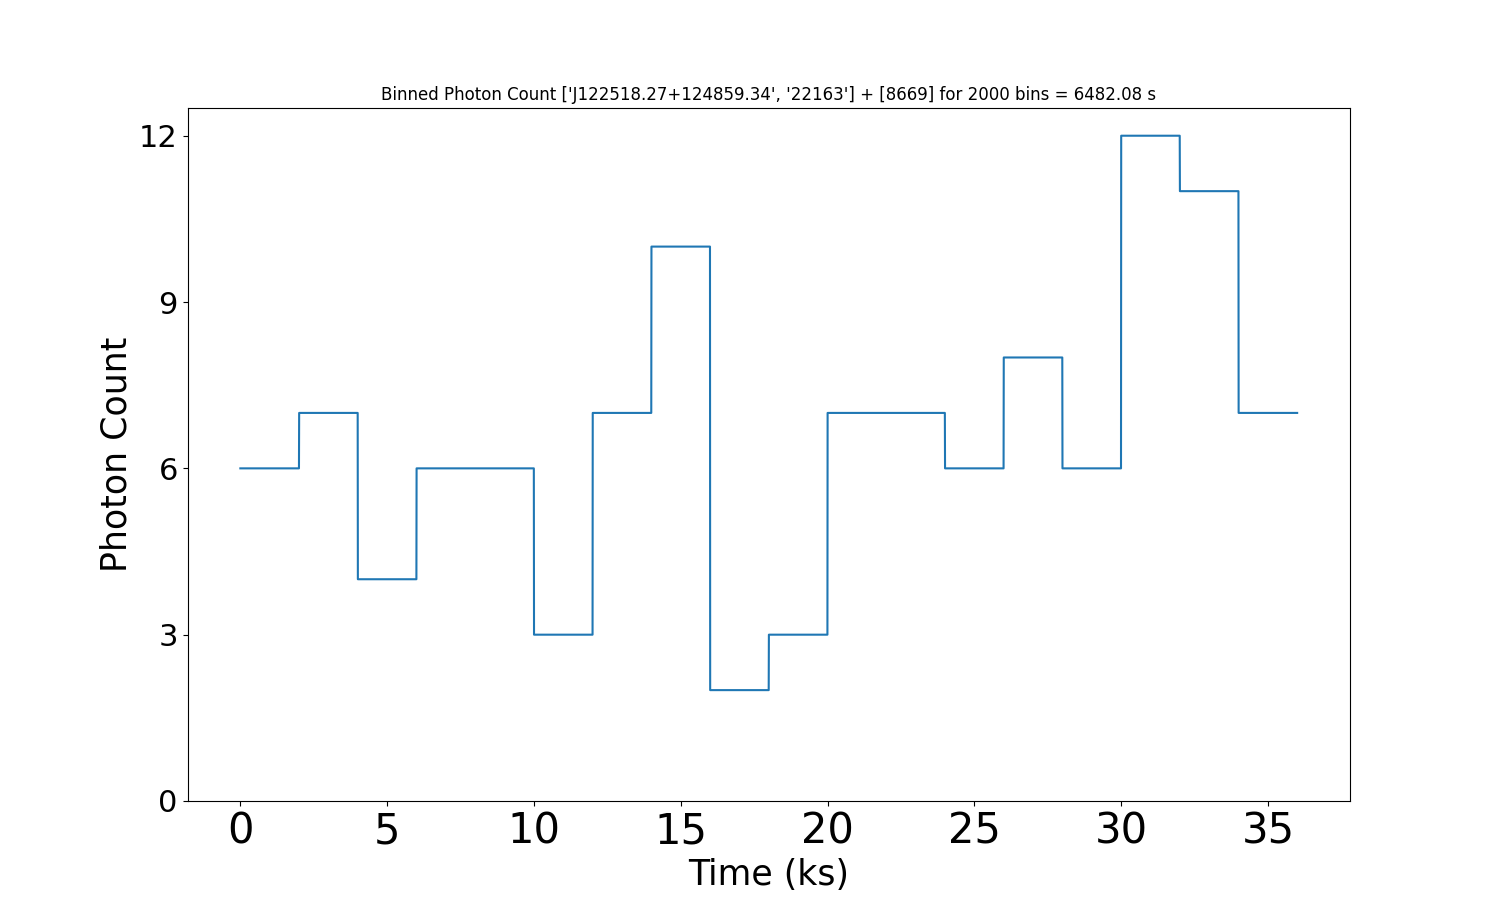 Binned Photon Count ['J122518.27+124859.34', '22163'] + [8669] for 2000 bins = 6482.08 s
12
9
6
3
0
Photon Count
0 5 10 15 20 25 30 35
Time (ks)